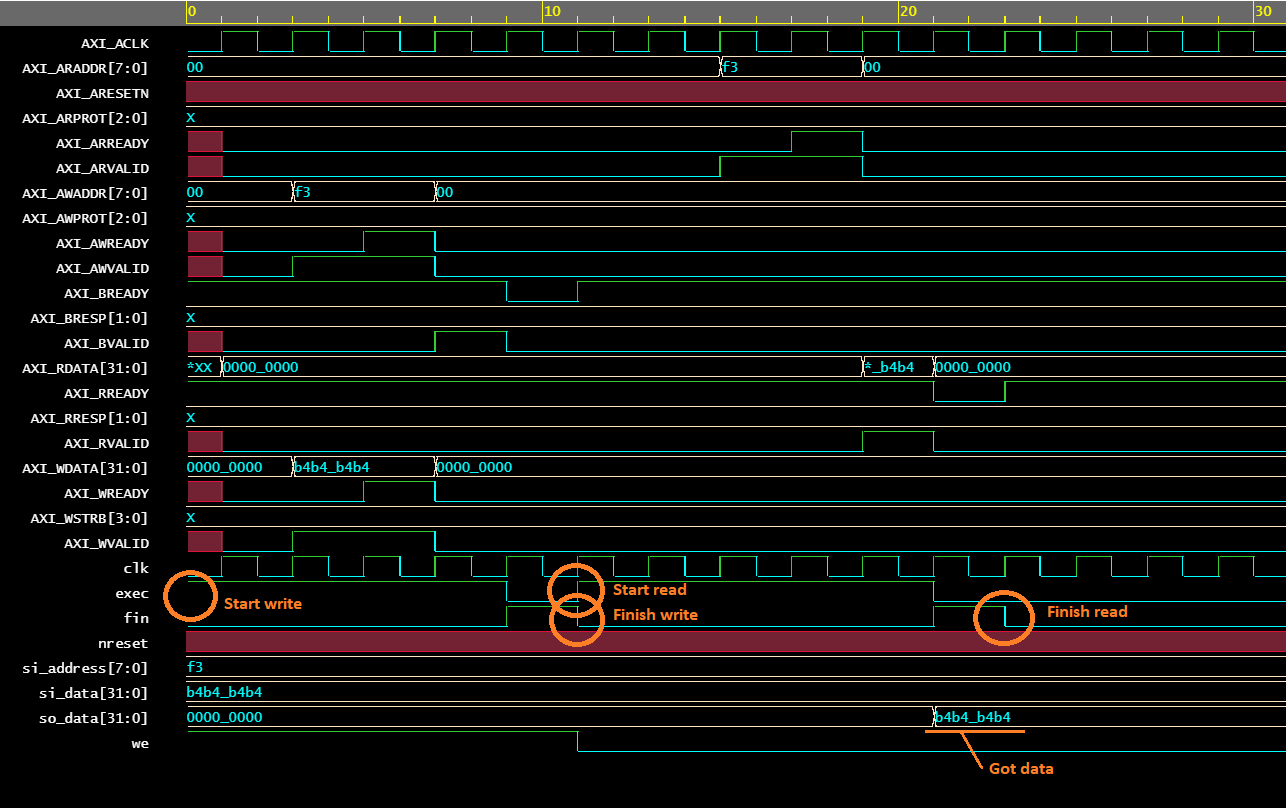 0 10 20 30
AXI_ACLK
AXI_ARADDR[7:0] 00 f3 00
AXI_ARESETN
AXI_ARPROT[2:0] X
AXI_ARREADY
AXI_ARVALID
AXI_AWADDR[7:0] 00 f3 00
AXI_AWPROT[2:0] X
AXI_AWREADY
AXI_AWVALID
AXI_BREADY
AXI_BRESP[1:0] X
AXI_BVALID
AXI_RDATA[31:0] *XX 0000_0000 *_b4b4 0000_0000
AXI_RREADY
AXI_RRESP[1:0] X
AXI_RVALID
AXI_WDATA[31:0] 0000_0000 b4b4_b4b4 0000_0000
AXI_WREADY
AXI_WSTRB[3:0] X
AXI_WVALID
clk
exec Start write Start read
fin Finish write Finish read
nreset
si_address[7:0] f3
si_data[31:0] b4b4_b4b4
so_data[31:0] 0000_0000 b4b4_b4b4
we
Got data